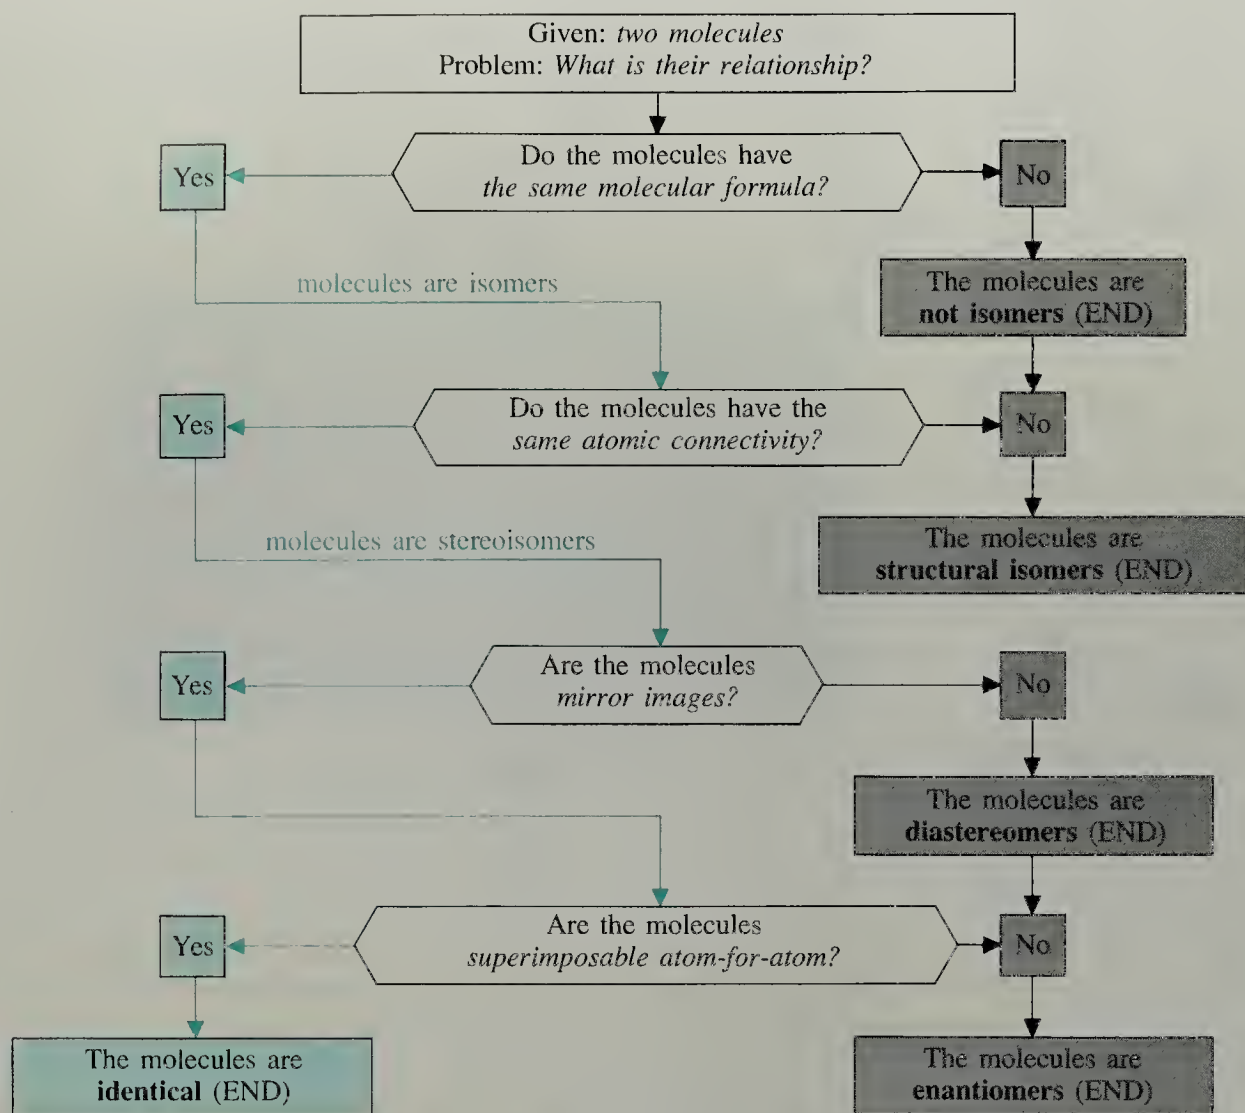 Given: two molecules
Problem: What is their relationship?
Do the molecules have
the same molecular formula?
Yes
No
molecules are isomers
The molecules are
not isomers (END)
Do the molecules have the
same atomic connectivity?
Yes
No
molecules are stereoisomers
The molecules are
structural isomers (END)
Are the molecules
mirror images?
Yes
No
The molecules are
diastereomers (END)
Are the molecules
superimposable atom-for-atom?
Yes
No
The molecules are
identical (END)
The molecules are
enantiomers (END)